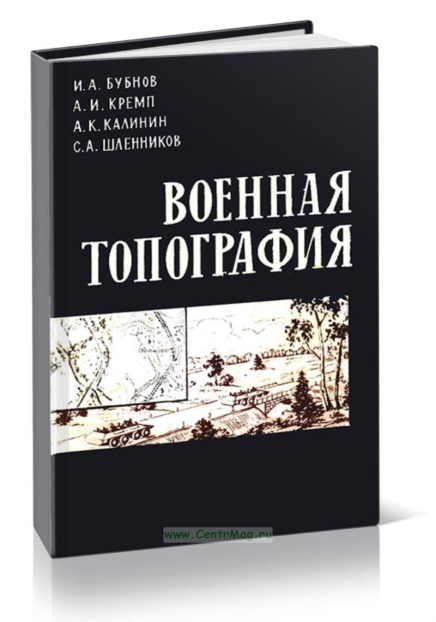 И.А. БУБНОВ
А.И. КРЕМП
А.К. КАЛИНИН
С.А. ШЛЕННИКОВ
ВОЕННАЯ
ТОПОГРАФИЯ
www.CentrMag.ru